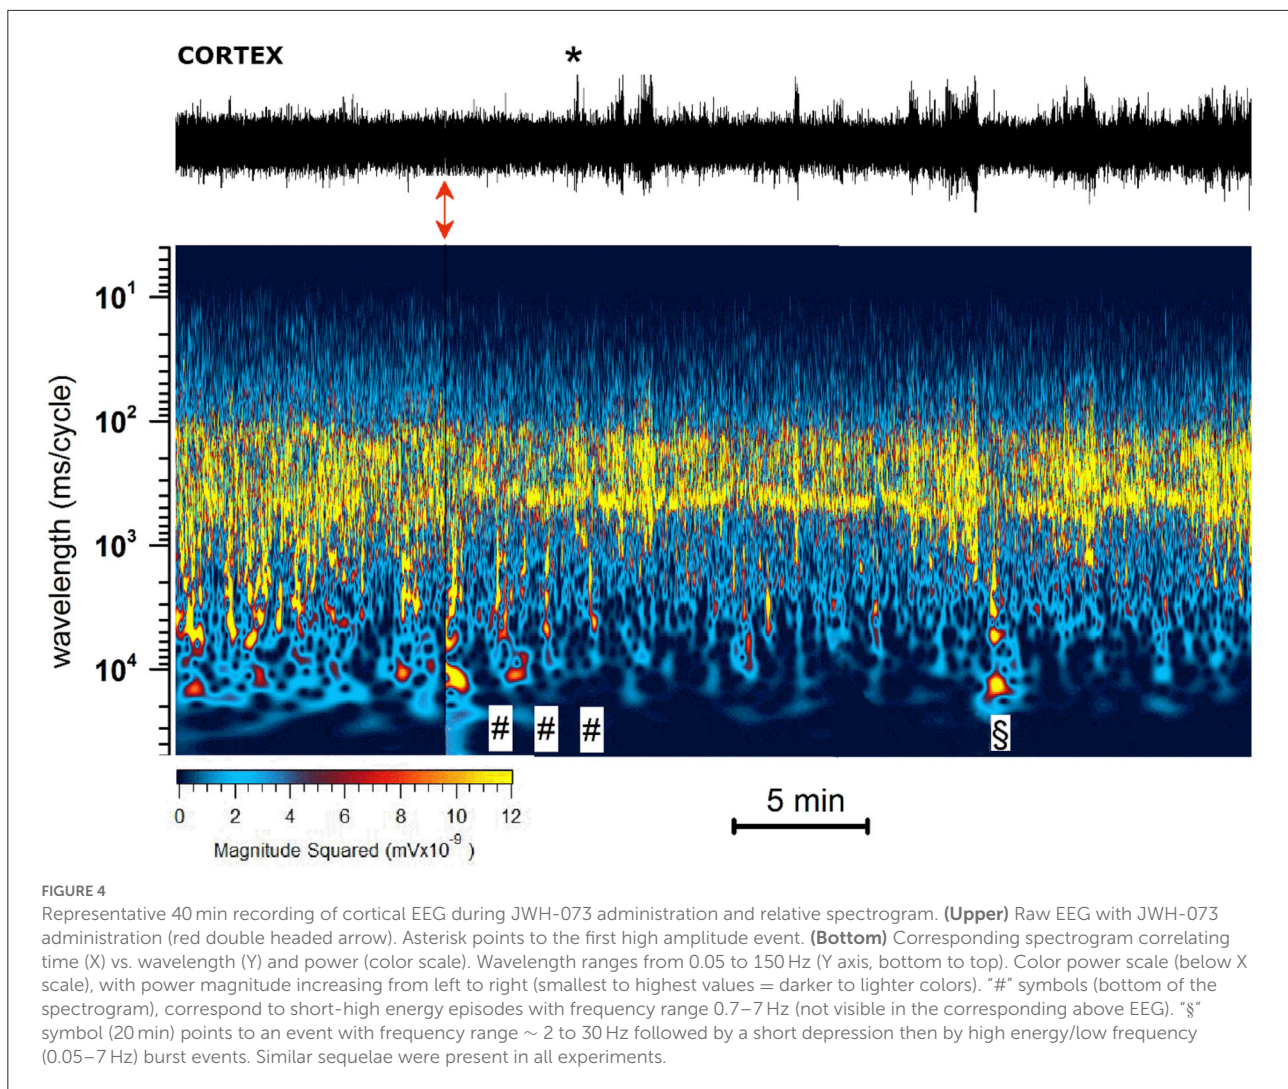 CORTEX
*
10¹
10²
10³
10⁴
wavelength (ms/cycle)
# # # §
0 2 4 6 8 10 12
Magnitude Squared (mVx10⁻⁹ )
5 min
FIGURE 4
Representative 40 min recording of cortical EEG during JWH-073 administration and relative spectrogram. (Upper) Raw EEG with JWH-073
administration (red double headed arrow). Asterisk points to the first high amplitude event. (Bottom) Corresponding spectrogram correlating
time (X) vs. wavelength (Y) and power (color scale). Wavelength ranges from 0.05 to 150 Hz (Y axis, bottom to top). Color power scale (below X
scale), with power magnitude increasing from left to right (smallest to highest values = darker to lighter colors). "#" symbols (bottom of the
spectrogram), correspond to short-high energy episodes with frequency range 0.7–7 Hz (not visible in the corresponding above EEG). "§"
symbol (20 min) points to an event with frequency range ∼ 2 to 30 Hz followed by a short depression then by high energy/low frequency
(0.05–7 Hz) burst events. Similar sequelae were present in all experiments.